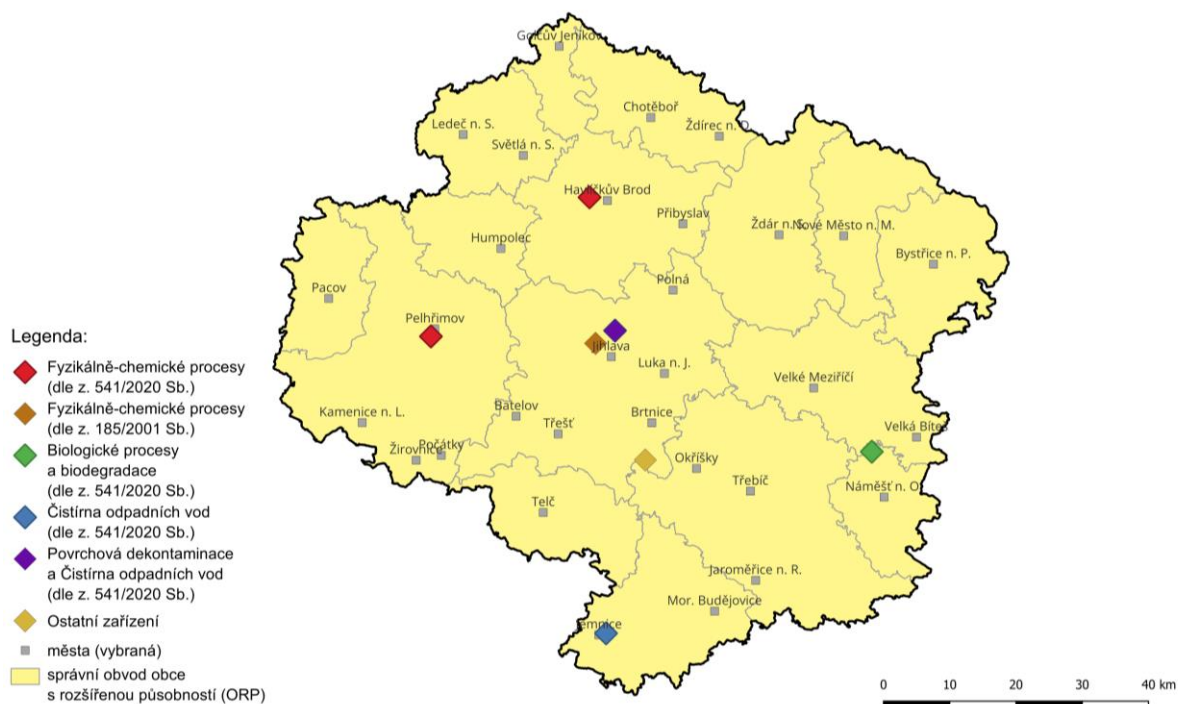 Golčův Jeníkov
Chotěboř
Ledeč n. S.
Ždírec n. D.
Světlá n. S.
Havlíčkův Brod
Přibyslav
Ždár n. S.
Nové Město n. M.
Humpolec
Bystřice n. P.
Polná
Pacov
Pelhřimov
Jihlava
Luka n. J.
Velké Meziříčí
Kamenice n. L.
Batelov
Třešť
Brtnice
Velká Bíteš
Žirovnice
Počátky
Okříšky
Třebíč
Náměšť n. O.
Telč
Jaroměřice n. R.
Mor. Budějovice
Legenda:
Fyzikálně-chemické procesy
(dle z. 541/2020 Sb.)
Fyzikálně-chemické procesy
(dle z. 185/2001 Sb.)
Biologické procesy
a biodegradace
(dle z. 541/2020 Sb.)
Čistírna odpadních vod
(dle z. 541/2020 Sb.)
Povrchová dekontaminace
a Čistírna odpadních vod
(dle z. 541/2020 Sb.)
Ostatní zařízení
města (vybraná)
správní obvod obce
s rozšířenou působností (ORP)
0 10 20 30 40 km